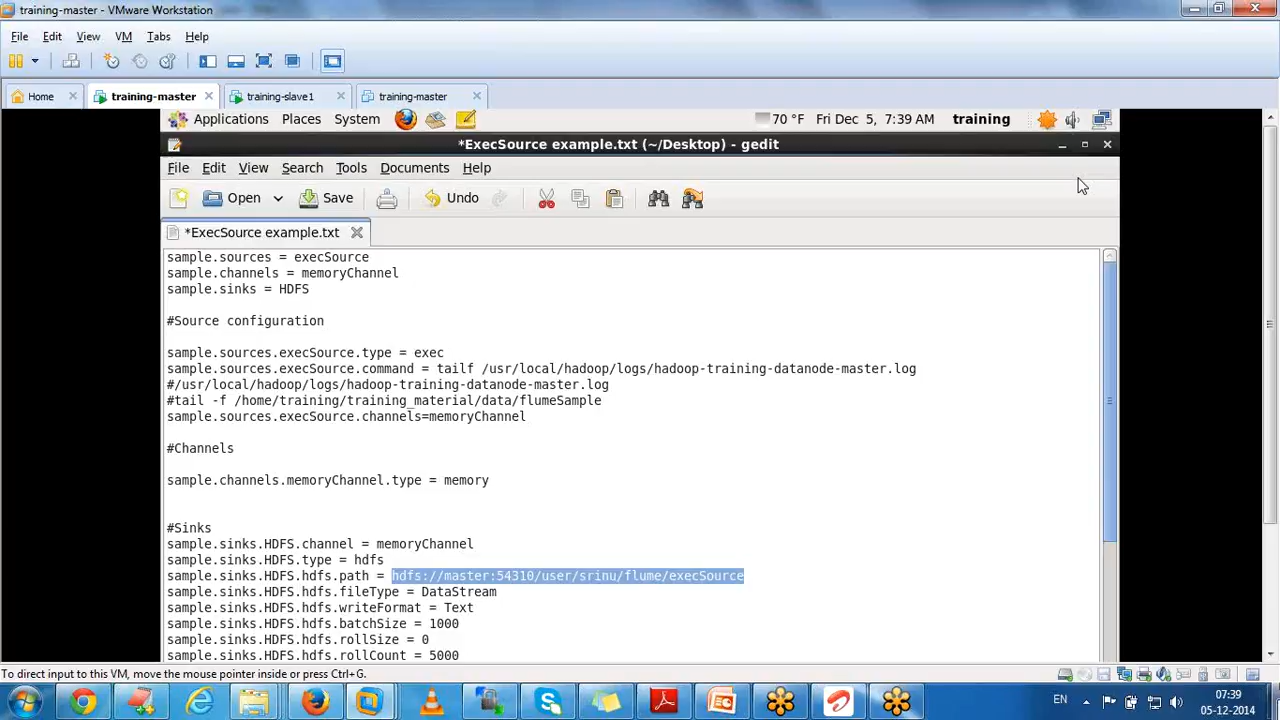 training-master - VMware Workstation
File Edit View VM Tabs Help
Home training-master training-slave1 training-master
Applications Places System 70 °F Fri Dec 5, 7:39 AM training
*ExecSource example.txt (~/Desktop) - gedit
File Edit View Search Tools Documents Help
Open Save Undo
*ExecSource example.txt
sample.sources = execSource
sample.channels = memoryChannel
sample.sinks = HDFS
#Source configuration
sample.sources.execSource.type = exec
sample.sources.execSource.command = tailf /usr/local/hadoop/logs/hadoop-training-datanode-master.log
#/usr/local/hadoop/logs/hadoop-training-datanode-master.log
#tail -f /home/training/training_material/data/flumeSample
sample.sources.execSource.channels=memoryChannel
#Channels
sample.channels.memoryChannel.type = memory
#Sinks
sample.sinks.HDFS.channel = memoryChannel
sample.sinks.HDFS.type = hdfs
sample.sinks.HDFS.hdfs.path = hdfs://master:54310/user/srinu/flume/execSource
sample.sinks.HDFS.hdfs.fileType = DataStream
sample.sinks.HDFS.hdfs.writeFormat = Text
sample.sinks.HDFS.hdfs.batchSize = 1000
sample.sinks.HDFS.hdfs.rollSize = 0
sample.sinks.HDFS.hdfs.rollCount = 5000
To direct input to this VM, move the mouse pointer inside or press Ctrl+G.
EN 07:39
05-12-2014